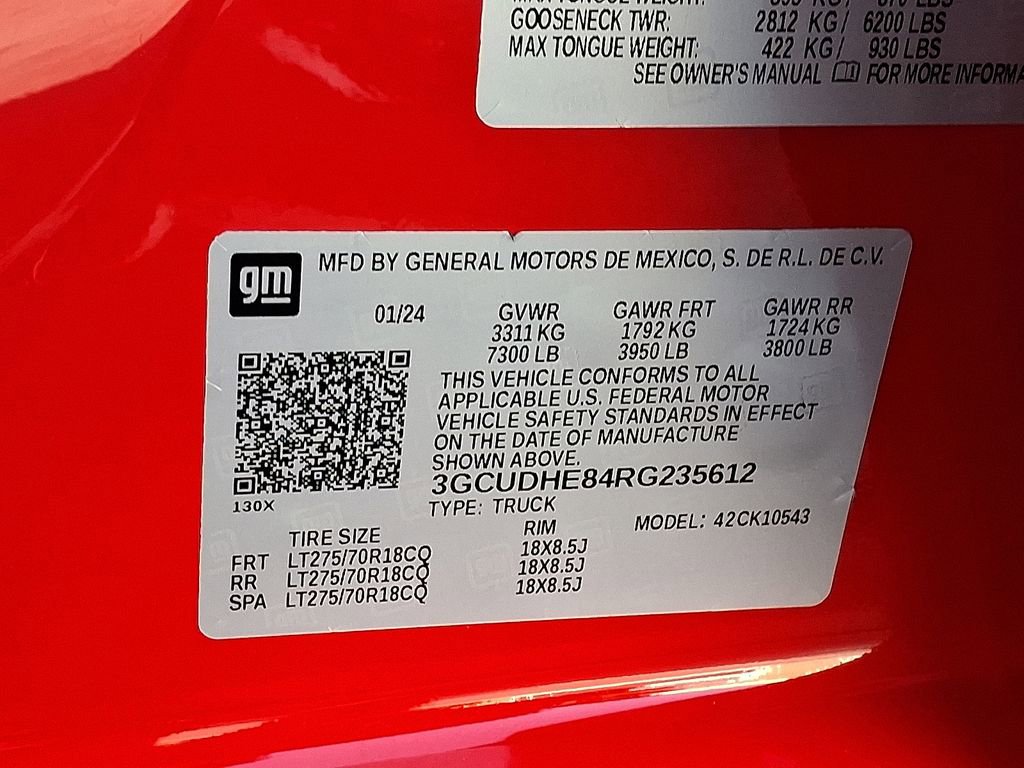 MAX TONGUE WEIGHT:
GOOSENECK TWR: 2812 KG/ 6200 LBS
MAX TONGUE WEIGHT: 422 KG/ 930 LBS
SEE OWNER'S MANUAL FOR MORE INFORMA
gm
MFD BY GENERAL MOTORS DE MEXICO, S. DE R.L. DE C.V.
01/24 GVWR GAWR FRT GAWR RR
3311 KG 1792 KG 1724 KG
7300 LB 3950 LB 3800 LB
THIS VEHICLE CONFORMS TO ALL
APPLICABLE U.S. FEDERAL MOTOR
VEHICLE SAFETY STANDARDS IN EFFECT
ON THE DATE OF MANUFACTURE
SHOWN ABOVE.
3GCUDHE84RG235612
130X
TYPE: TRUCK MODEL: 42CK10543
TIRE SIZE RIM
FRT LT275/70R18CQ 18X8.5J
RR LT275/70R18CQ 18X8.5J
SPA LT275/70R18CQ 18X8.5J